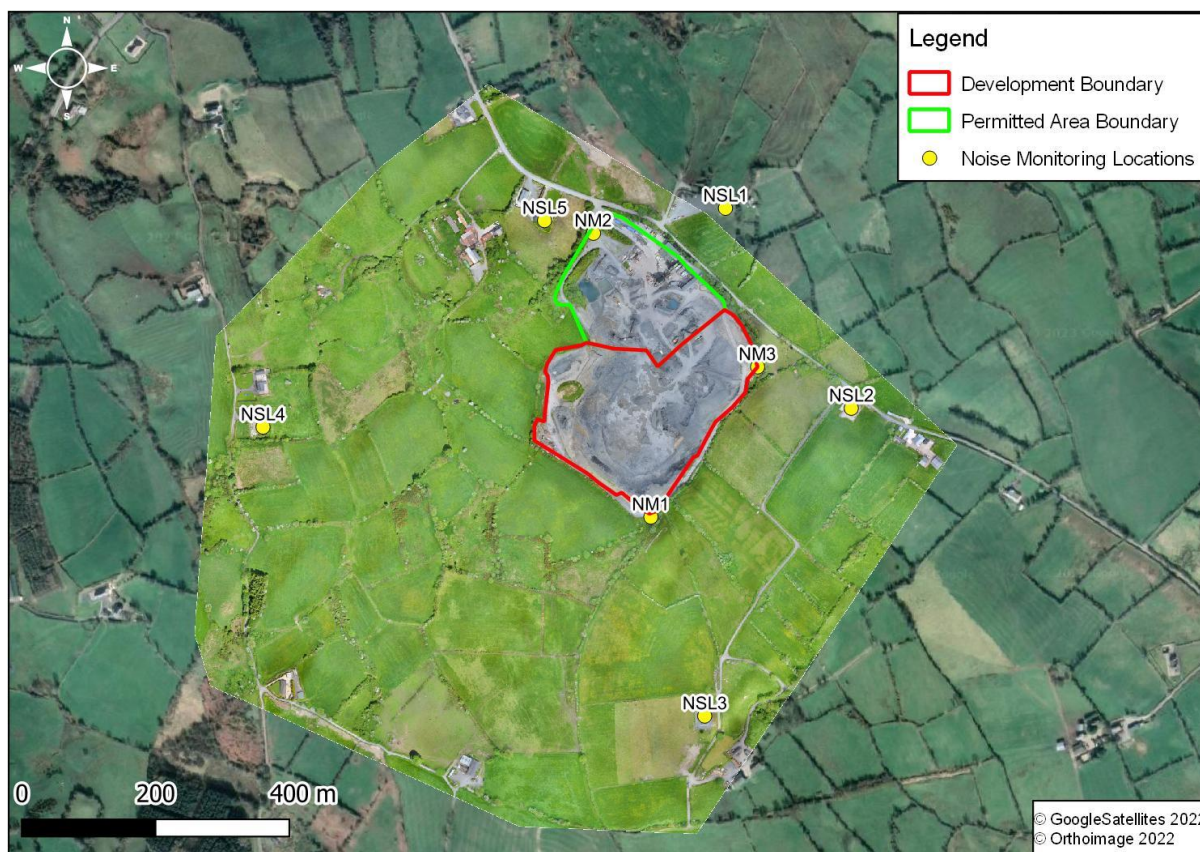 N
W
E
S
Legend
Development Boundary
Permitted Area Boundary
Noise Monitoring Locations
NSL1
NSL5
NM2
NM3
NSL2
NSL4
NM1
NSL3
0 200 400 m
© GoogleSatellites 2022
© Orthoimage 2022